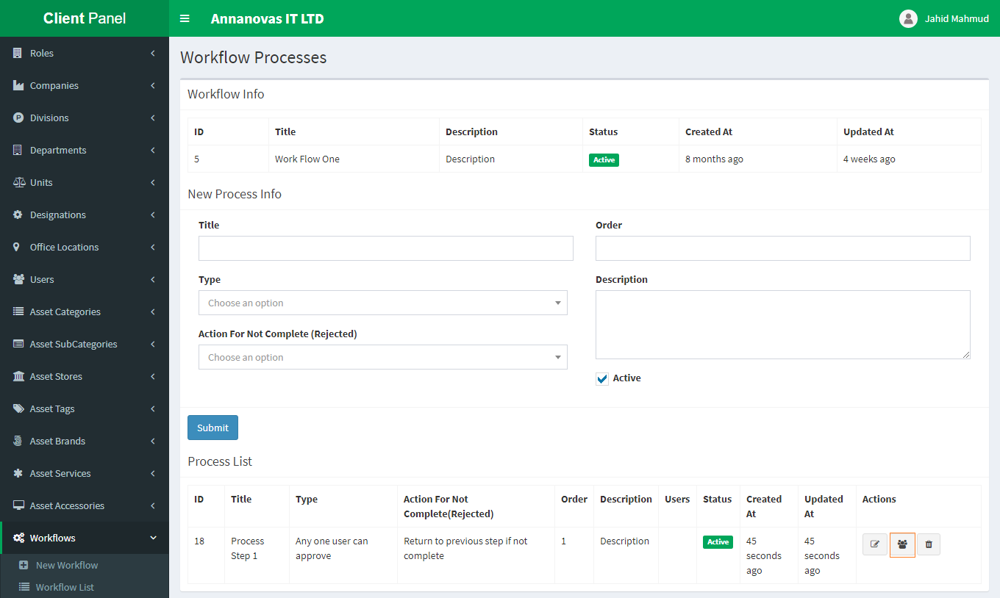 Client Panel
Annanovas IT LTD
Jahid Mahmud
Roles
Companies
Divisions
Departments
Units
Designations
Office Locations
Users
Asset Categories
Asset SubCategories
Asset Stores
Asset Tags
Asset Brands
Asset Services
Asset Accessories
Workflows
New Workflow
Workflow List
Workflow Processes
Workflow Info
ID Title Description Status Created At Updated At
5 Work Flow One Description Active 8 months ago 4 weeks ago
New Process Info
Title Order
Type Description
Choose an option
Action For Not Complete (Rejected)
Choose an option
Active
Submit
Process List
ID Title Type Action For Not Order Description Users Status Created Updated Actions
Complete(Rejected) At At
18 Process Any one user can Return to previous step if not 1 Description Active 45 45
Step 1 approve complete seconds seconds
ago ago